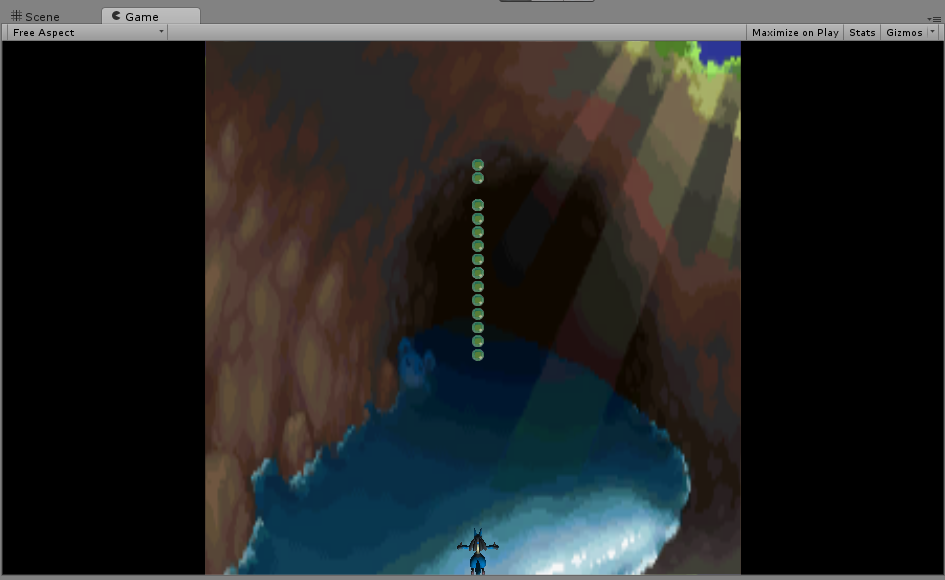 Scene
Game
Free Aspect
Maximize on Play
Stats
Gizmos